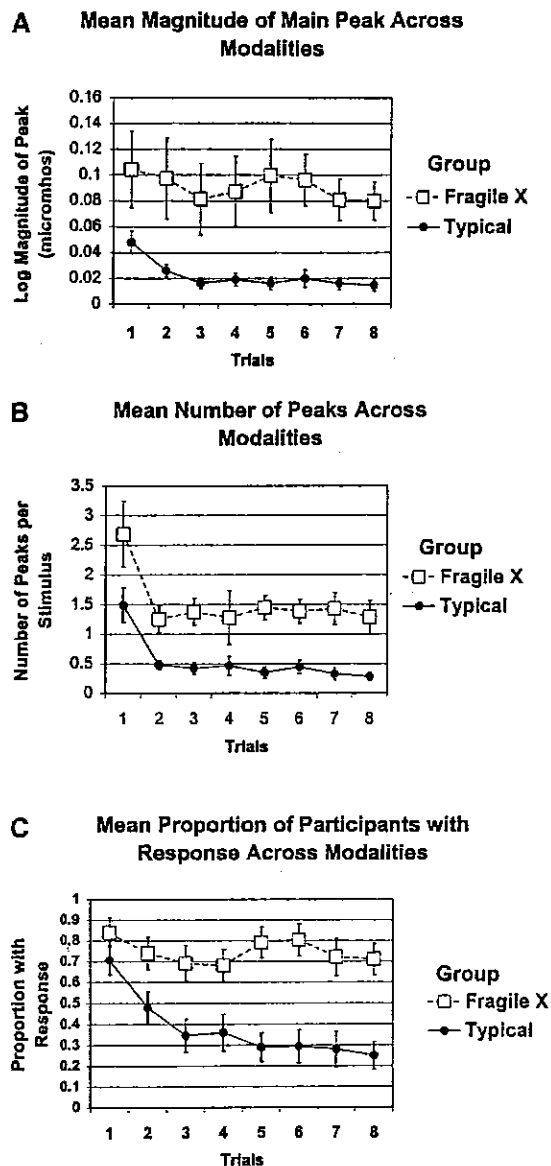 A
Mean Magnitude of Main Peak Across
Modalities
Log Magnitude of Peak
(micromhos)
0.16
0.14
0.12
0.1
0.08
0.06
0.04
0.02
0
1 2 3 4 5 6 7 8
Trials
Group
Fragile X
Typical
B
Mean Number of Peaks Across
Modalities
Number of Peaks per
Stimulus
3.5
3
2.5
2
1.5
1
0.5
0
1 2 3 4 5 6 7 8
Trials
Group
Fragile X
Typical
C
Mean Proportion of Participants with
Response Across Modalities
Proportion with
Response
1
0.9
0.8
0.7
0.6
0.5
0.4
0.3
0.2
0.1
0
1 2 3 4 5 6 7 8
Trials
Group
Fragile X
Typical